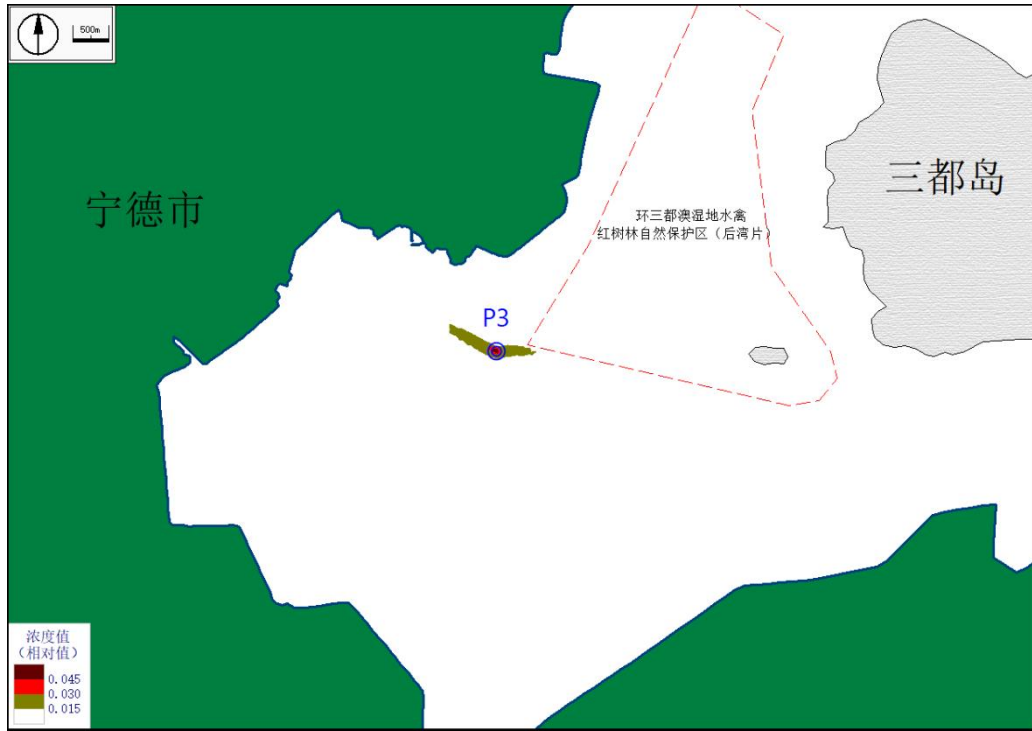 500m
三都岛
宁德市
环三都澳湿地水禽
红树林自然保护区（后湾片）
P3
浓度值
（相对值）
0.045
0.030
0.015